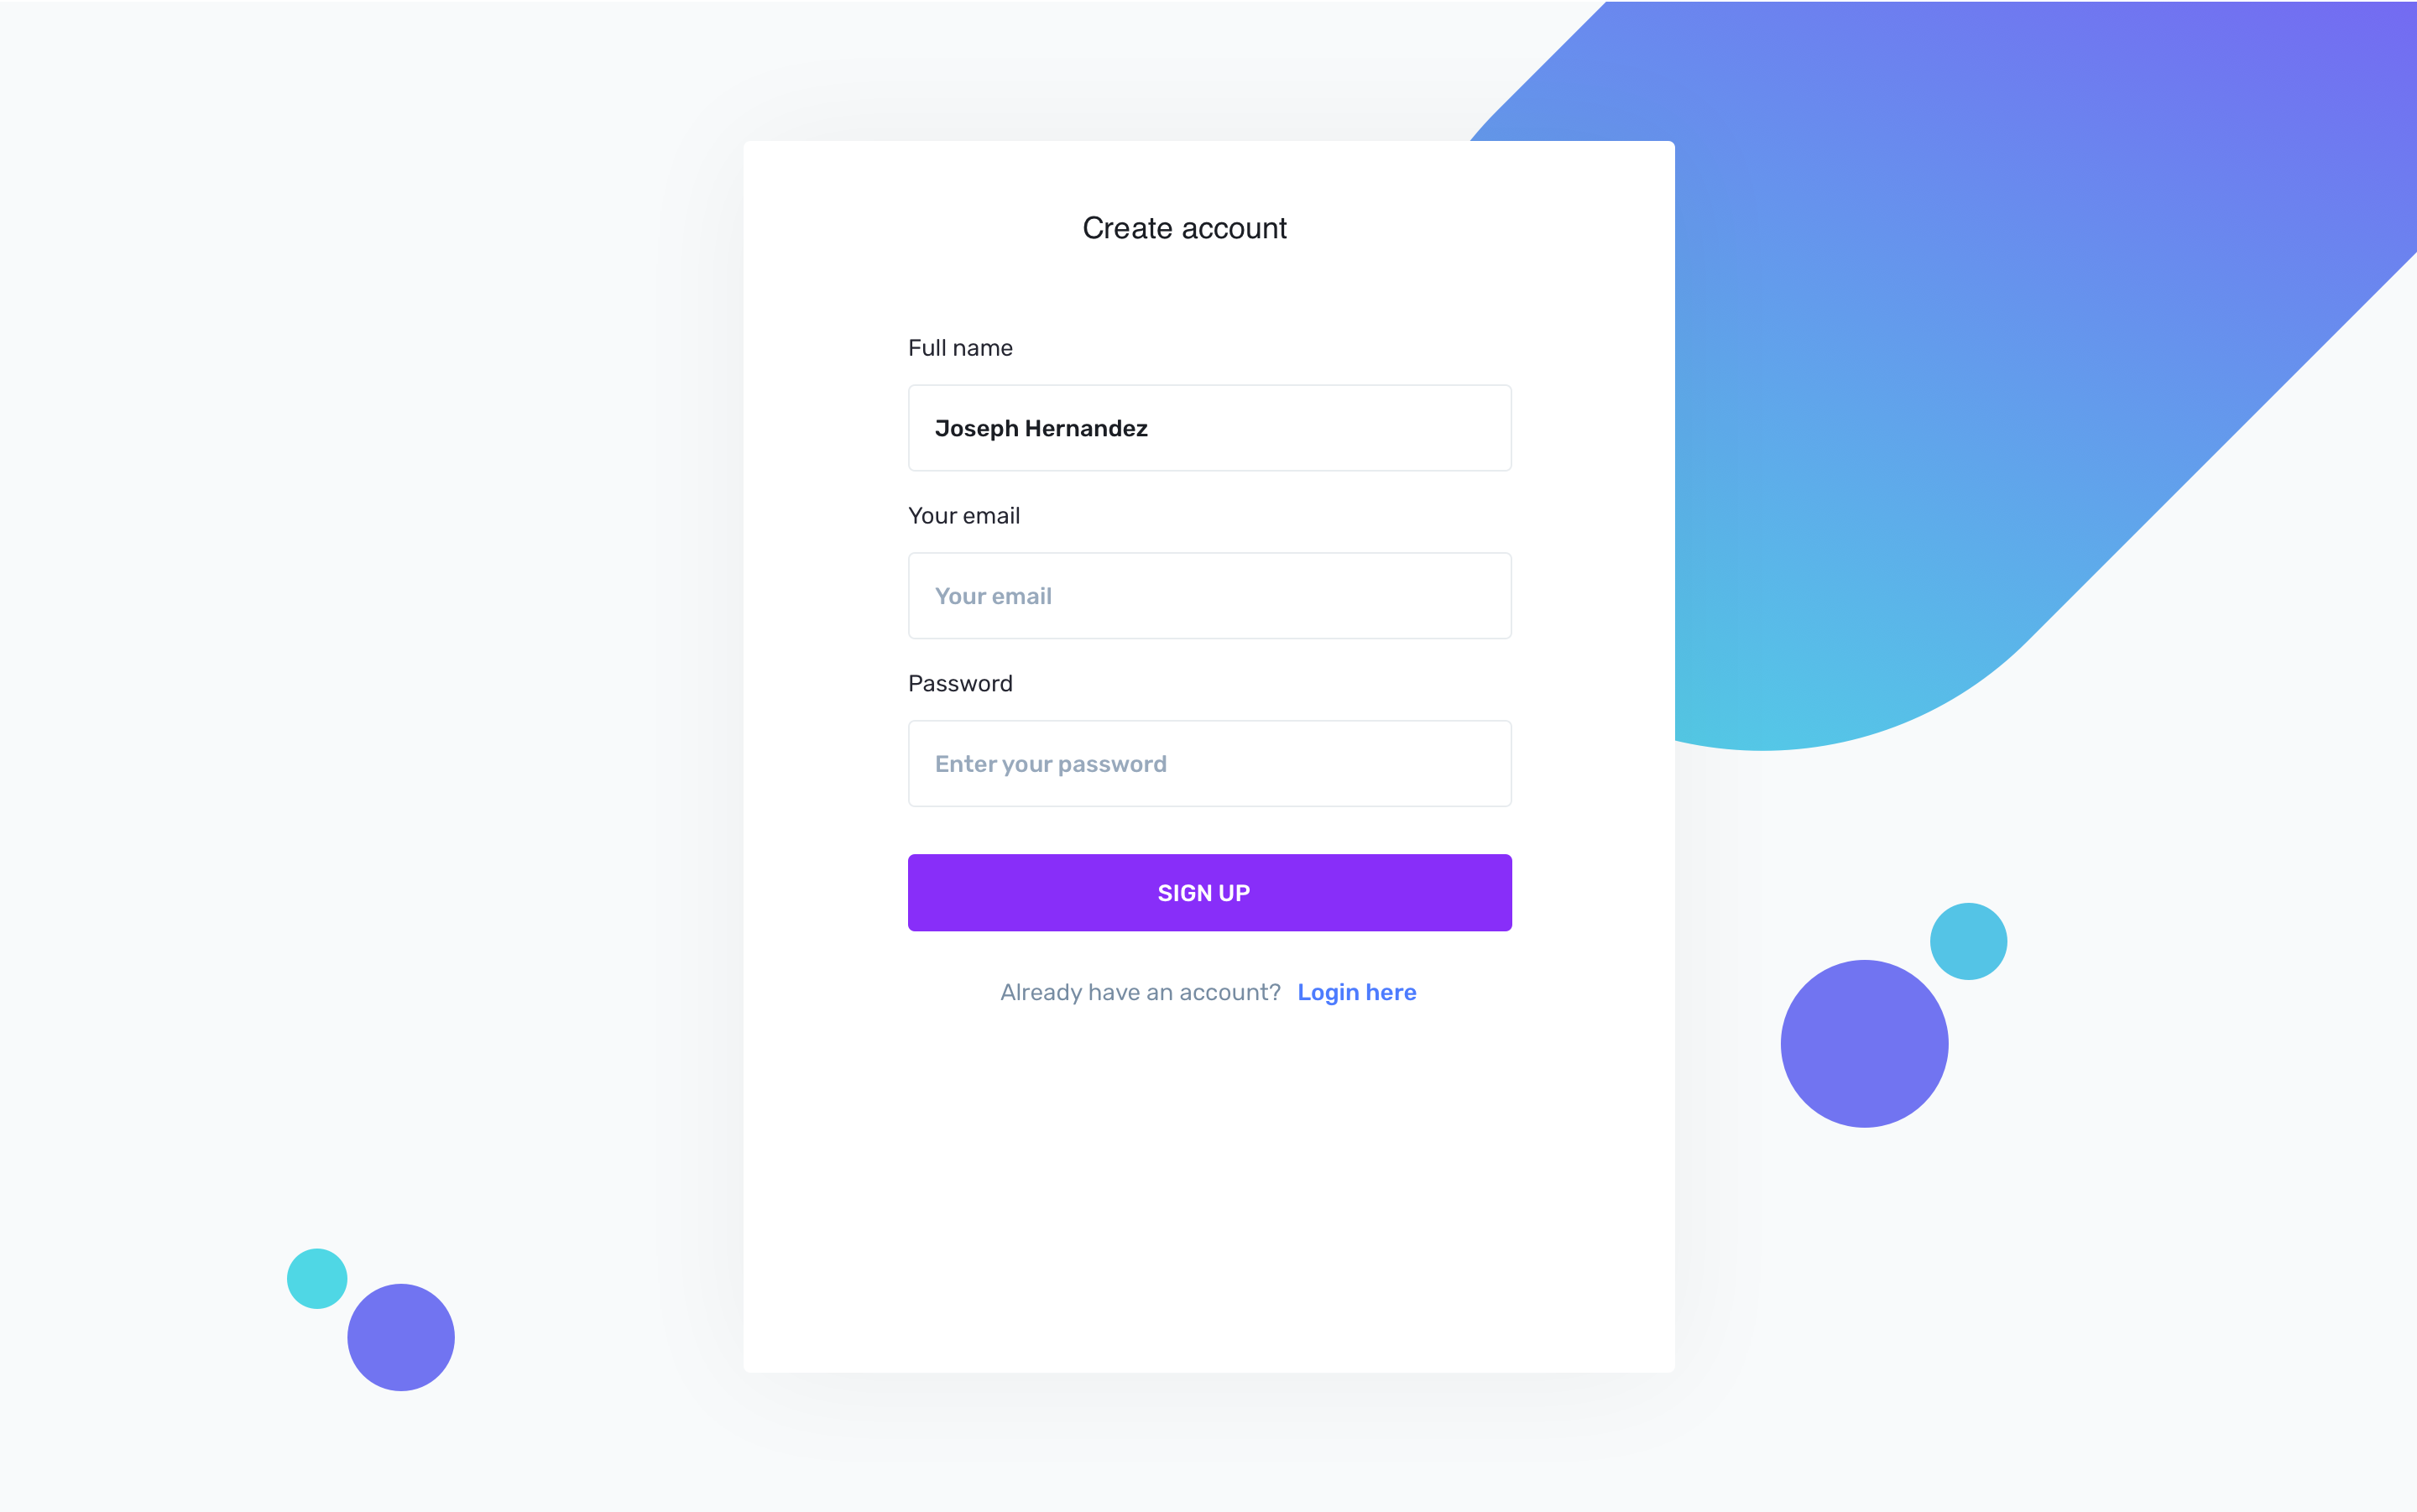 Create account
Full name
Joseph Hernandez
Your email
Your email
Password
Enter your password
SIGN UP
Already have an account? Login here